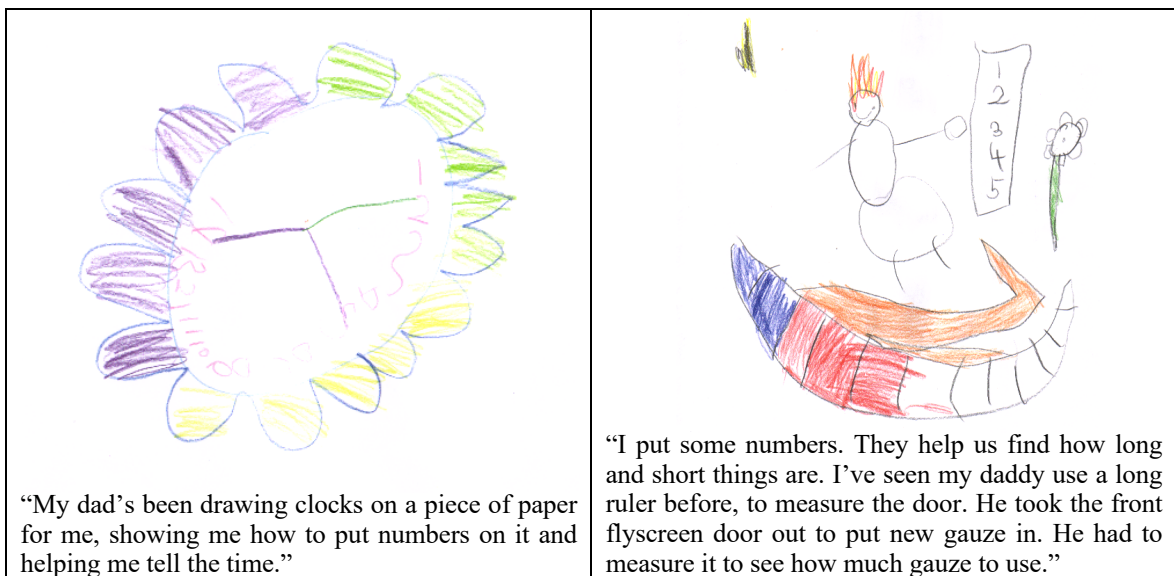 1
2
3
4
5
“My dad’s been drawing clocks on a piece of paper
for me, showing me how to put numbers on it and
helping me tell the time.”
“I put some numbers. They help us find how long
and short things are. I’ve seen my daddy use a long
ruler before, to measure the door. He took the front
flyscreen door out to put new gauze in. He had to
measure it to see how much gauze to use.”